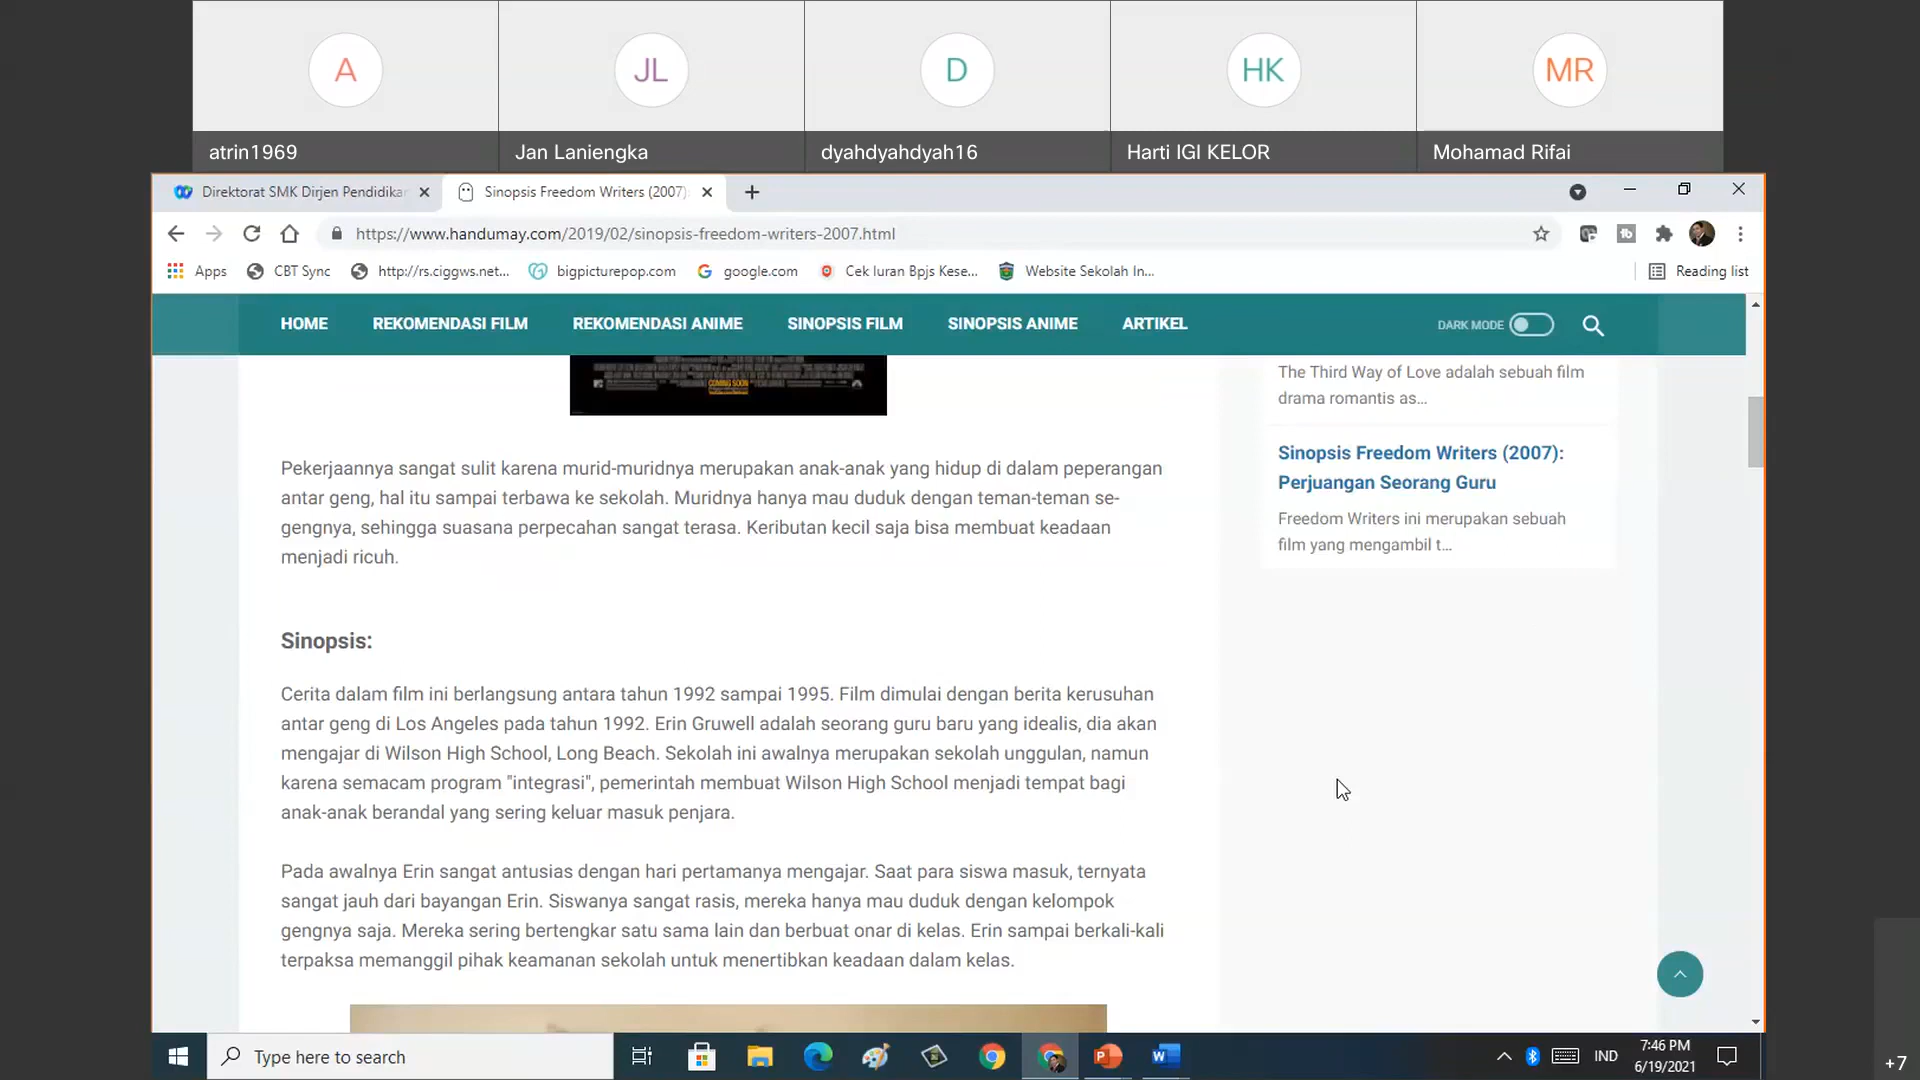 A
JL
D
HK
MR
atrin1969
Jan Laniengka
dyahdyahdyah16
Harti IGI KELOR
Mohamad Rifai
Direktorat SMK Dirjen Pendidika
Sinopsis Freedom Writers (2007)
https://www.handumay.com/2019/02/sinopsis-freedom-writers-2007.html
Apps
CBT Sync
http://rs.ciggws.net...
bigpicturepop.com
google.com
Cek Iuran Bpjs Kese...
Website Sekolah In...
Reading list
HOME
REKOMENDASI FILM
REKOMENDASI ANIME
SINOPSIS FILM
SINOPSIS ANIME
ARTIKEL
DARK MODE
COMING SOON
Pekerjaannya sangat sulit karena murid-muridnya merupakan anak-anak yang hidup di dalam peperangan
antar geng, hal itu sampai terbawa ke sekolah. Muridnya hanya mau duduk dengan teman-teman se-
gengnya, sehingga suasana perpecahan sangat terasa. Keributan kecil saja bisa membuat keadaan
menjadi ricuh.
Sinopsis:
Cerita dalam film ini berlangsung antara tahun 1992 sampai 1995. Film dimulai dengan berita kerusuhan
antar geng di Los Angeles pada tahun 1992. Erin Gruwell adalah seorang guru baru yang idealis, dia akan
mengajar di Wilson High School, Long Beach. Sekolah ini awalnya merupakan sekolah unggulan, namun
karena semacam program "integrasi", pemerintah membuat Wilson High School menjadi tempat bagi
anak-anak berandal yang sering keluar masuk penjara.
Pada awalnya Erin sangat antusias dengan hari pertamanya mengajar. Saat para siswa masuk, ternyata
sangat jauh dari bayangan Erin. Siswanya sangat rasis, mereka hanya mau duduk dengan kelompok
gengnya saja. Mereka sering bertengkar satu sama lain dan berbuat onar di kelas. Erin sampai berkali-kali
terpaksa memanggil pihak keamanan sekolah untuk menertibkan keadaan dalam kelas.
The Third Way of Love adalah sebuah film
drama romantis as...
Sinopsis Freedom Writers (2007):
Perjuangan Seorang Guru
Freedom Writers ini merupakan sebuah
film yang mengambil t...
Type here to search
IND
7:46 PM
6/19/2021
+7